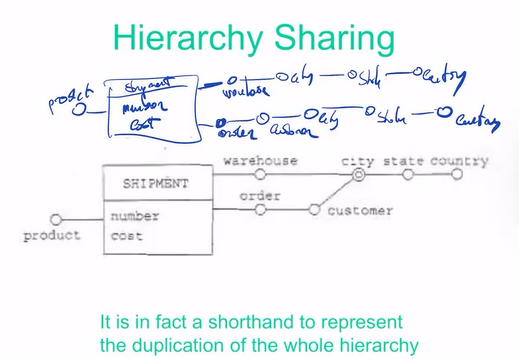 Hierarchy Sharing
shipment
product
number
cost
warehouse city state country
order customer city state country
warehouse city state country
SHIPMENT
order
customer
number
product
cost
It is in fact a shorthand to represent
the duplication of the whole hierarchy